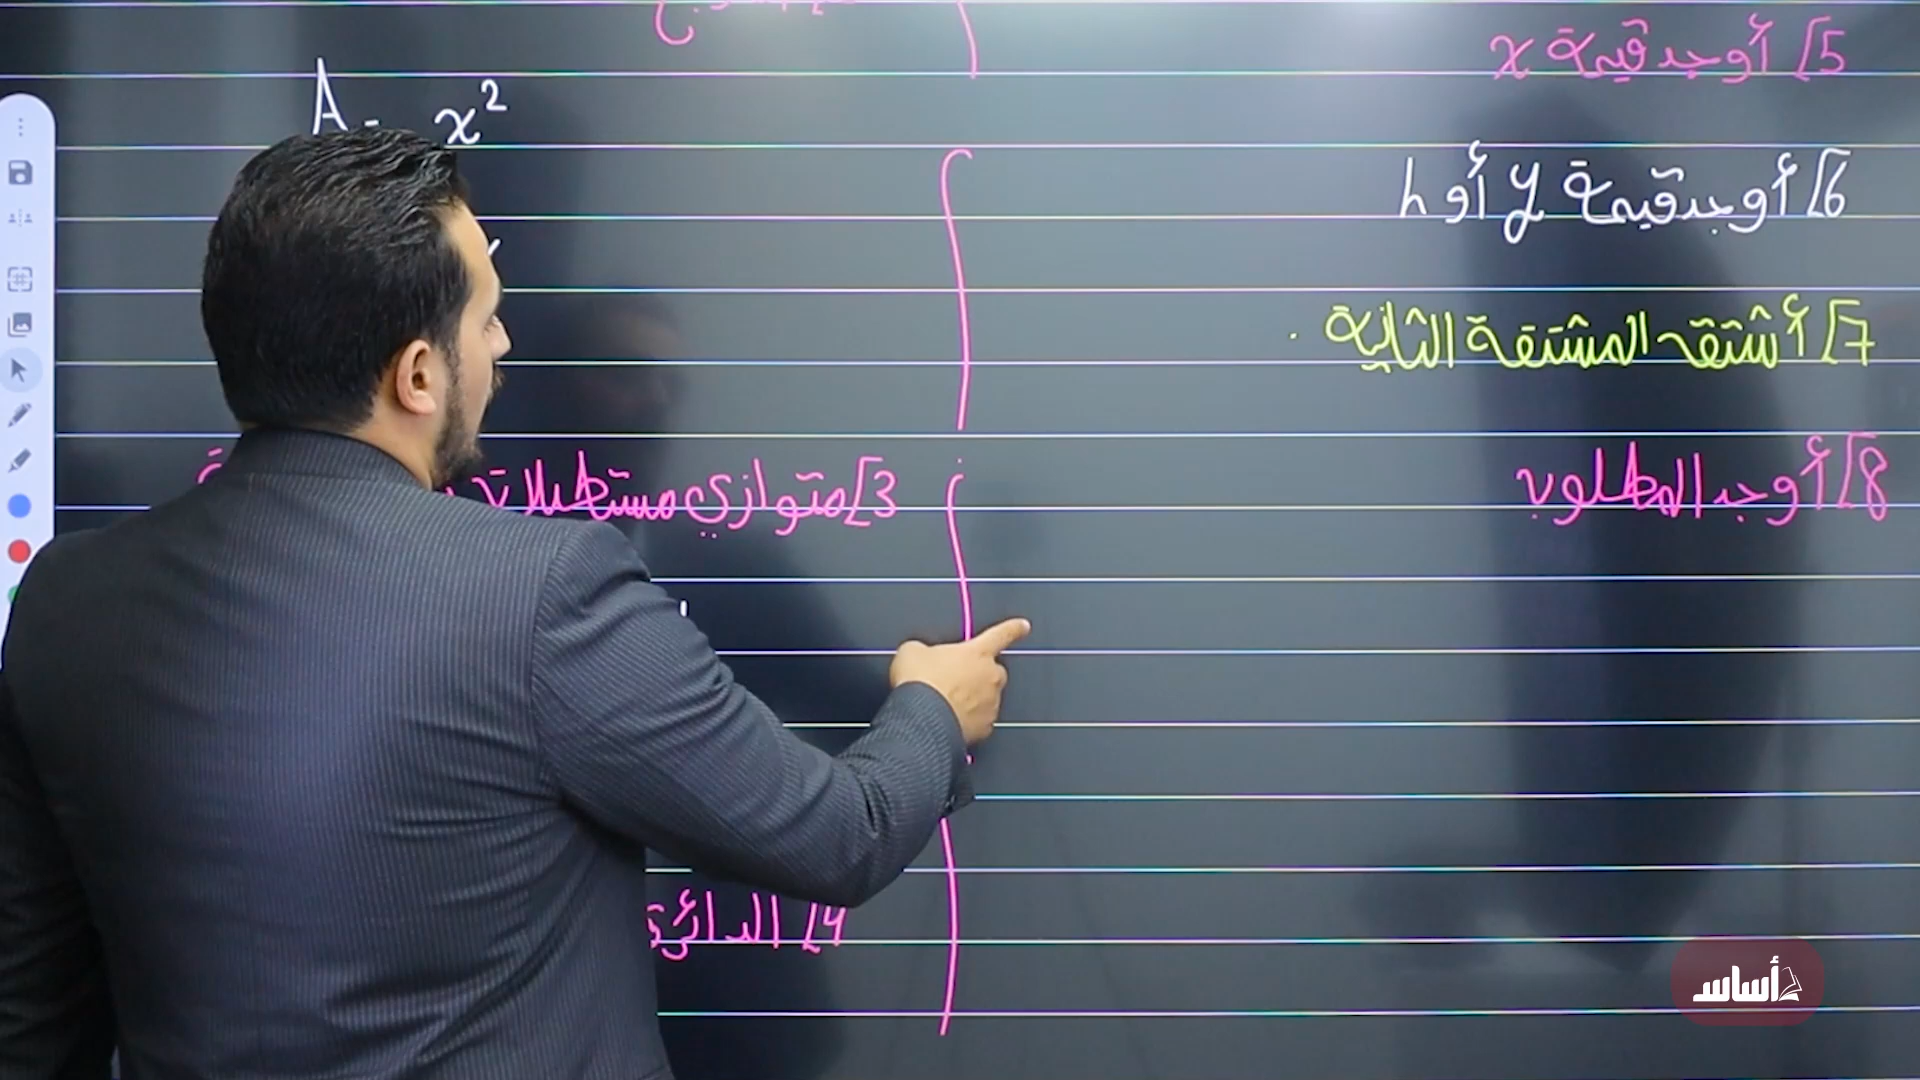 5] أوجد قيمة x
6] أوجد قيمة y أو h
7] أشتق المشتقة الثانية .
8] أوجد المطلوب
A = x²
3] متوازي مستطيلات
4] الدائرة
أساس